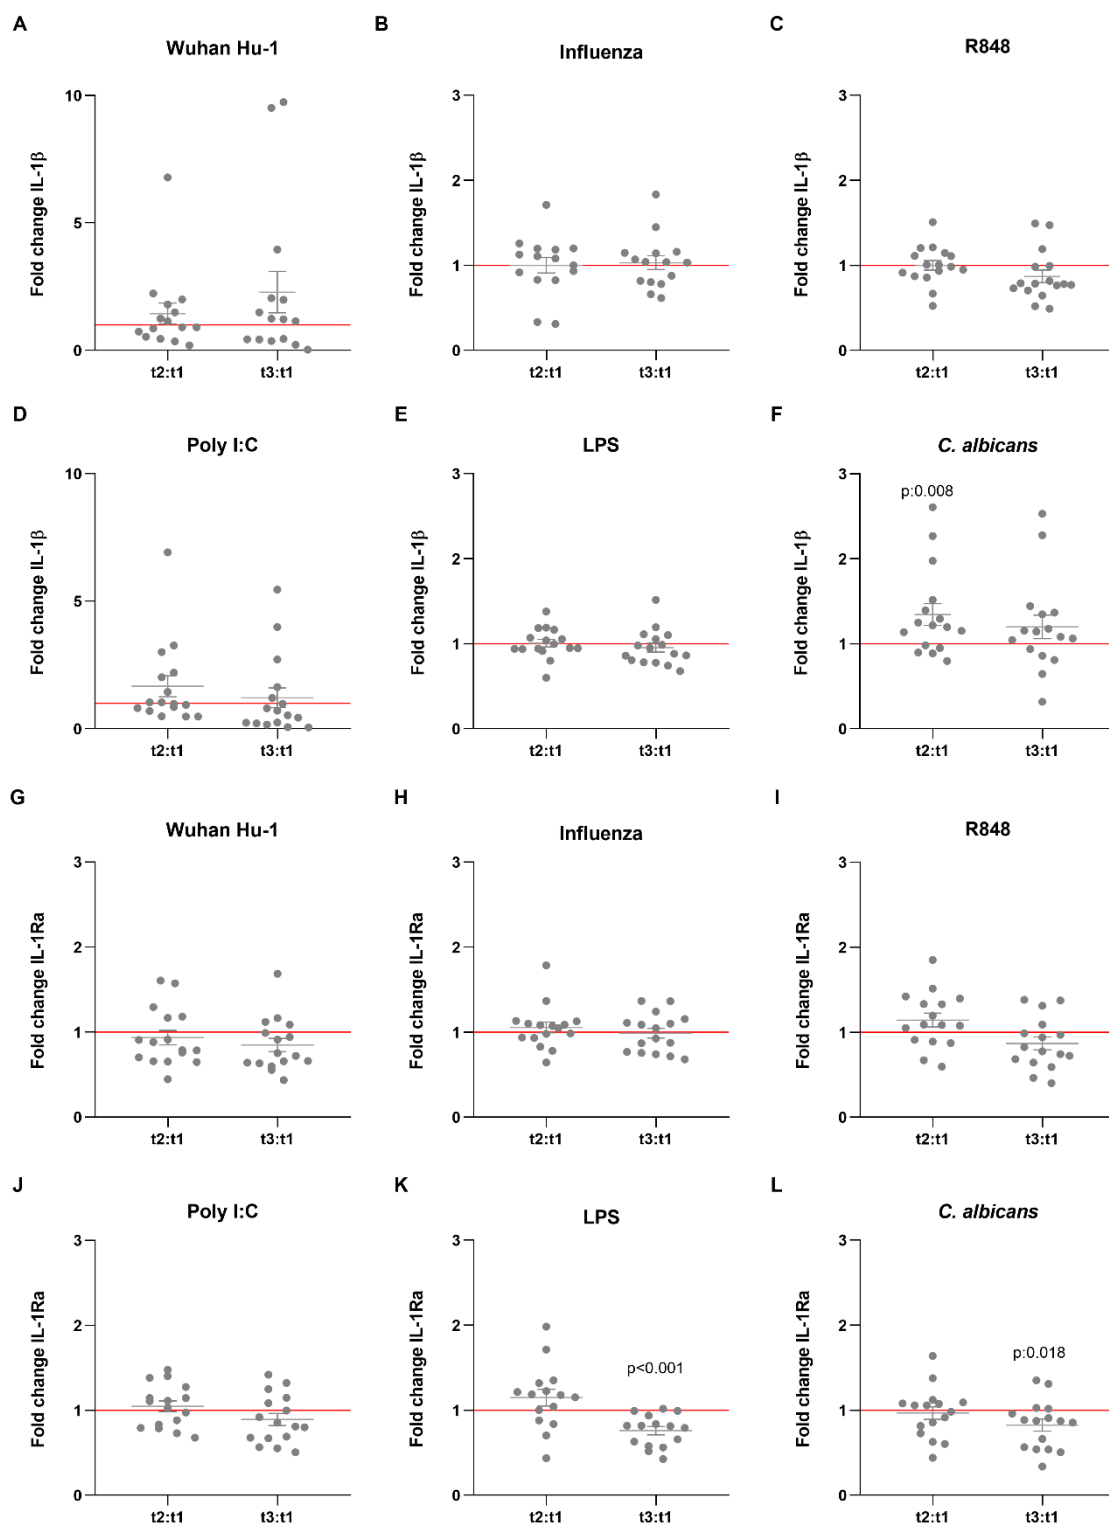 A
Wuhan Hu-1
Fold change IL-1β
10
5
0
t2:t1 t3:t1
B
Influenza
Fold change IL-1β
3
2
1
0
t2:t1 t3:t1
C
R848
Fold change IL-1β
3
2
1
0
t2:t1 t3:t1
D
Poly I:C
Fold change IL-1β
10
5
0
t2:t1 t3:t1
E
LPS
Fold change IL-1β
3
2
1
0
t2:t1 t3:t1
F
C. albicans
Fold change IL-1β
3
2
1
0
p:0.008
t2:t1 t3:t1
G
Wuhan Hu-1
Fold change IL-1Ra
3
2
1
0
t2:t1 t3:t1
H
Influenza
Fold change IL-1Ra
3
2
1
0
t2:t1 t3:t1
I
R848
Fold change IL-1Ra
3
2
1
0
t2:t1 t3:t1
J
Poly I:C
Fold change IL-1Ra
3
2
1
0
t2:t1 t3:t1
K
LPS
Fold change IL-1Ra
3
2
1
0
p<0.001
t2:t1 t3:t1
L
C. albicans
Fold change IL-1Ra
3
2
1
0
p:0.018
t2:t1 t3:t1